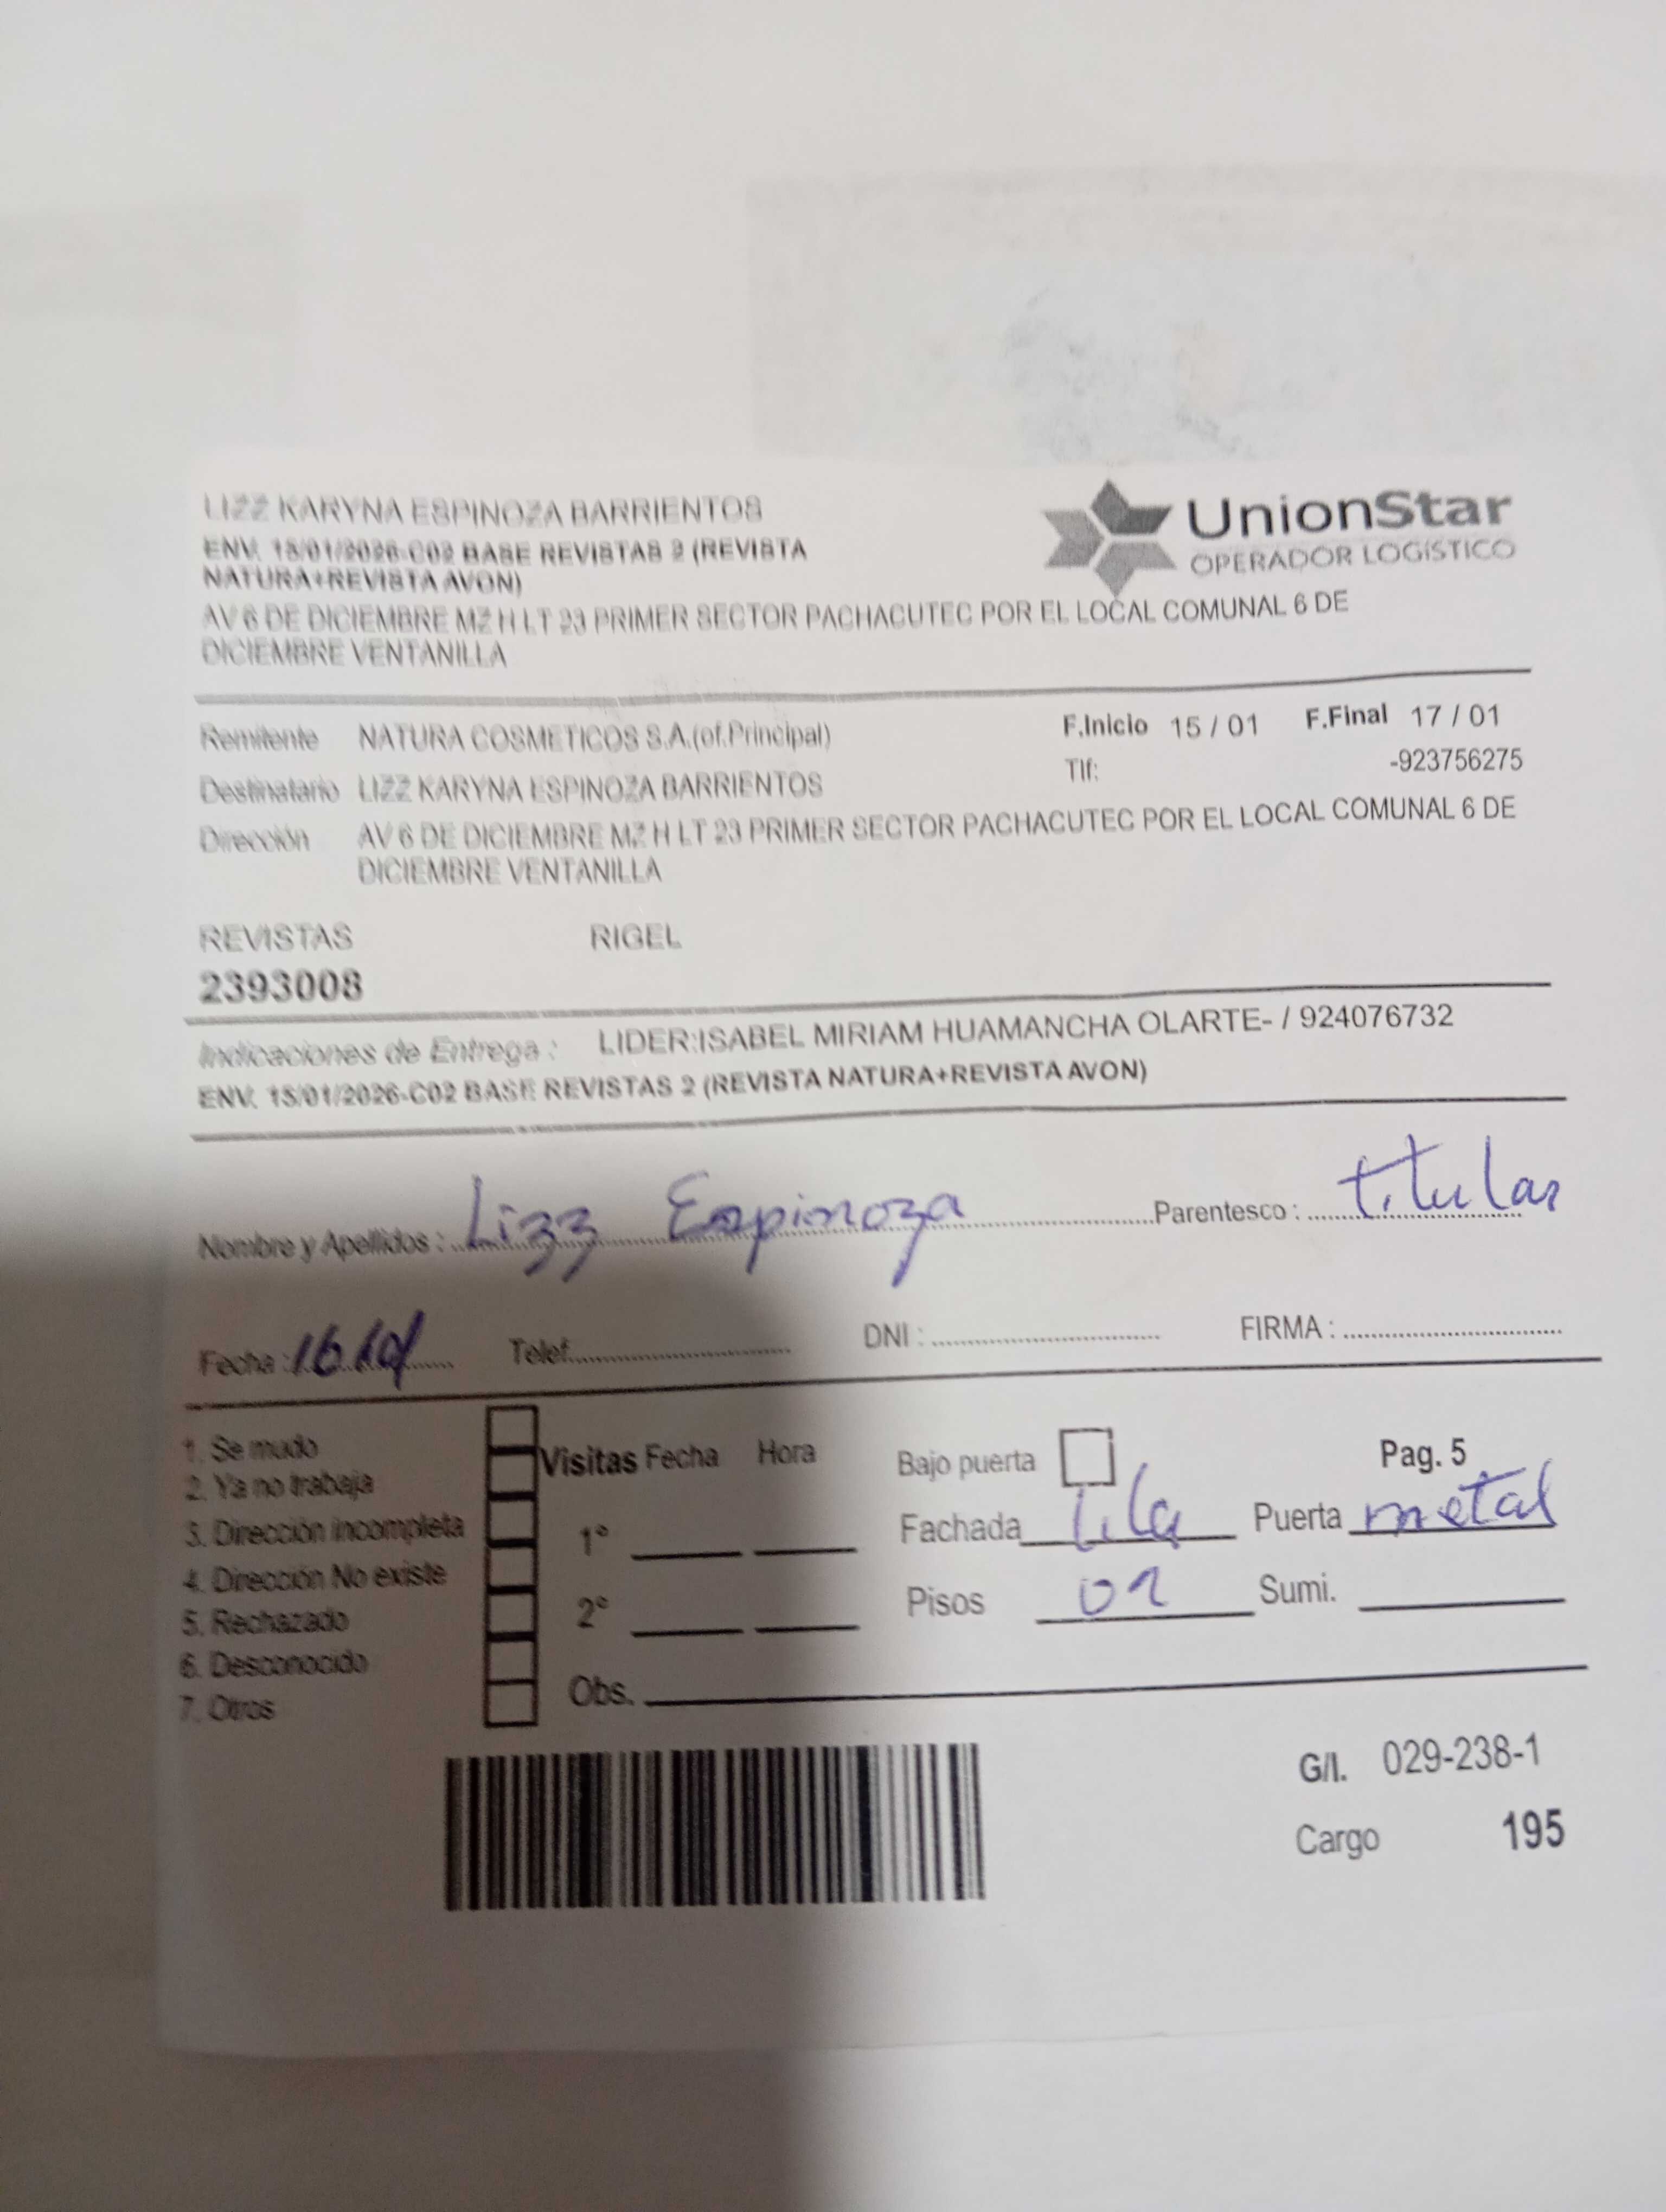 LIZZ KARYNA ESPINOZA BARRIENTOS
ENV. 15/01/2026-C02 BASE REVISTAS 2 (REVISTA
NATURA+REVISTA AVON)
AV 6 DE DICIEMBRE MZ H LT 23 PRIMER SECTOR PACHACUTEC POR EL LOCAL COMUNAL 6 DE
DICIEMBRE VENTANILLA
UnionStar
OPERADOR LOGÍSTICO
Remitente NATURA COSMETICOS S.A.(of.Principal) F.Inicio 15 / 01 F.Final 17 / 01
Destinatario LIZZ KARYNA ESPINOZA BARRIENTOS Tlf: -923756275
Dirección AV 6 DE DICIEMBRE MZ H LT 23 PRIMER SECTOR PACHACUTEC POR EL LOCAL COMUNAL 6 DE
DICIEMBRE VENTANILLA
REVISTAS RIGEL
2393008
Indicaciones de Entrega : LIDER:ISABEL MIRIAM HUAMANCHA OLARTE- / 924076732
ENV. 15/01/2026-C02 BASE REVISTAS 2 (REVISTA NATURA+REVISTA AVON)
Nombre y Apellidos : Lizz Espinoza Parentesco : titular
Fecha : Telef. DNI : FIRMA :
1. Se mudo
2. Ya no trabaja
3. Dirección incompleta
4. Dirección No existe
5. Rechazado
6. Desconocido
7. Otros
Visitas Fecha Hora
1°
2°
Obs.
Bajo puerta Pag. 5
Fachada lila Puerta metal
Pisos Sumi.
G/I. 029-238-1
Cargo 195